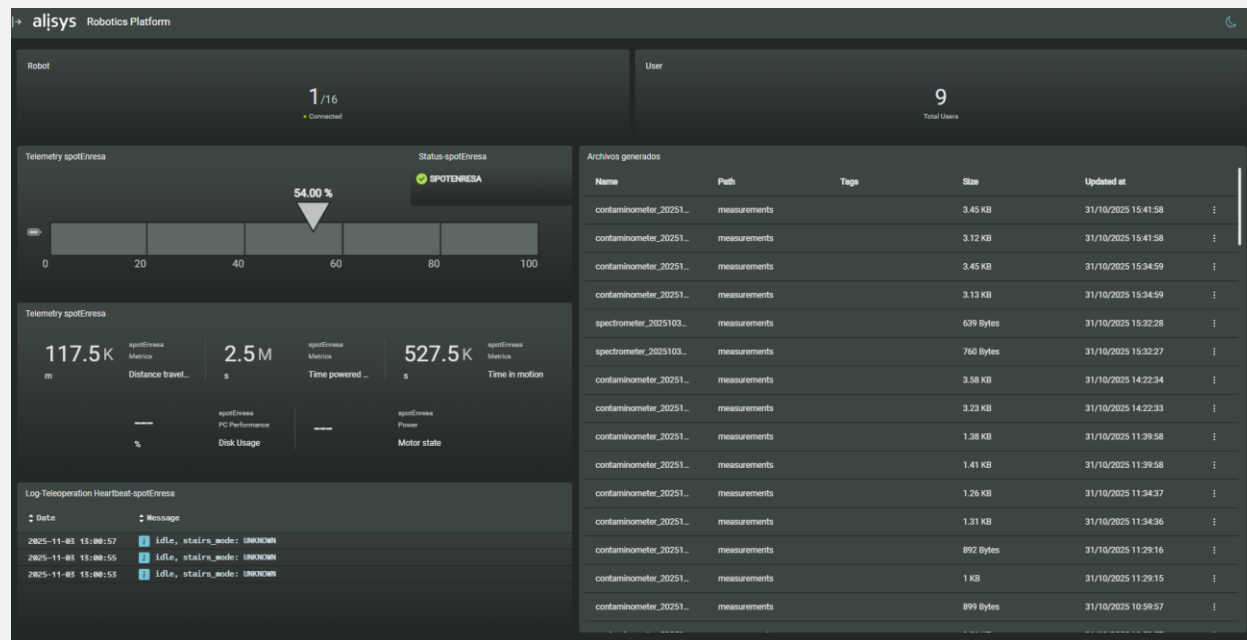 alisys Robotics Platform
Robot
1/16
Connected
User
9
Total Users
Telemetry spotEnresa
Status-spotEnresa
SPOTENRESA
54.00 %
0 20 40 60 80 100
Telemetry spotEnresa
117.5 K
m
spotEnresa
Metrics
Distance travel...
2.5 M
s
spotEnresa
Metrics
Time powered ...
527.5 K
s
spotEnresa
Metrics
Time in motion
---
%
spotEnresa
PC Performance
Disk Usage
---
spotEnresa
Power
Motor state
Log-Teleoperation Heartbeat-spotEnresa
Date Message
2025-11-03 13:00:57 i idle, stairs_mode: UNKNOWN
2025-11-03 13:00:55 i idle, stairs_mode: UNKNOWN
2025-11-03 13:00:53 i idle, stairs_mode: UNKNOWN
Archivos generados
Name Path Tags Size Updated at
contaminometer_20251... measurements 3.45 KB 31/10/2025 15:41:58
contaminometer_20251... measurements 3.12 KB 31/10/2025 15:41:58
contaminometer_20251... measurements 3.45 KB 31/10/2025 15:34:59
contaminometer_20251... measurements 3.13 KB 31/10/2025 15:34:59
spectrometer_2025103... measurements 639 Bytes 31/10/2025 15:32:28
spectrometer_2025103... measurements 760 Bytes 31/10/2025 15:32:27
contaminometer_20251... measurements 3.58 KB 31/10/2025 14:22:34
contaminometer_20251... measurements 3.23 KB 31/10/2025 14:22:33
contaminometer_20251... measurements 1.38 KB 31/10/2025 11:39:58
contaminometer_20251... measurements 1.41 KB 31/10/2025 11:39:58
contaminometer_20251... measurements 1.26 KB 31/10/2025 11:34:37
contaminometer_20251... measurements 1.31 KB 31/10/2025 11:34:36
contaminometer_20251... measurements 892 Bytes 31/10/2025 11:29:16
contaminometer_20251... measurements 1 KB 31/10/2025 11:29:15
contaminometer_20251... measurements 899 Bytes 31/10/2025 10:59:57